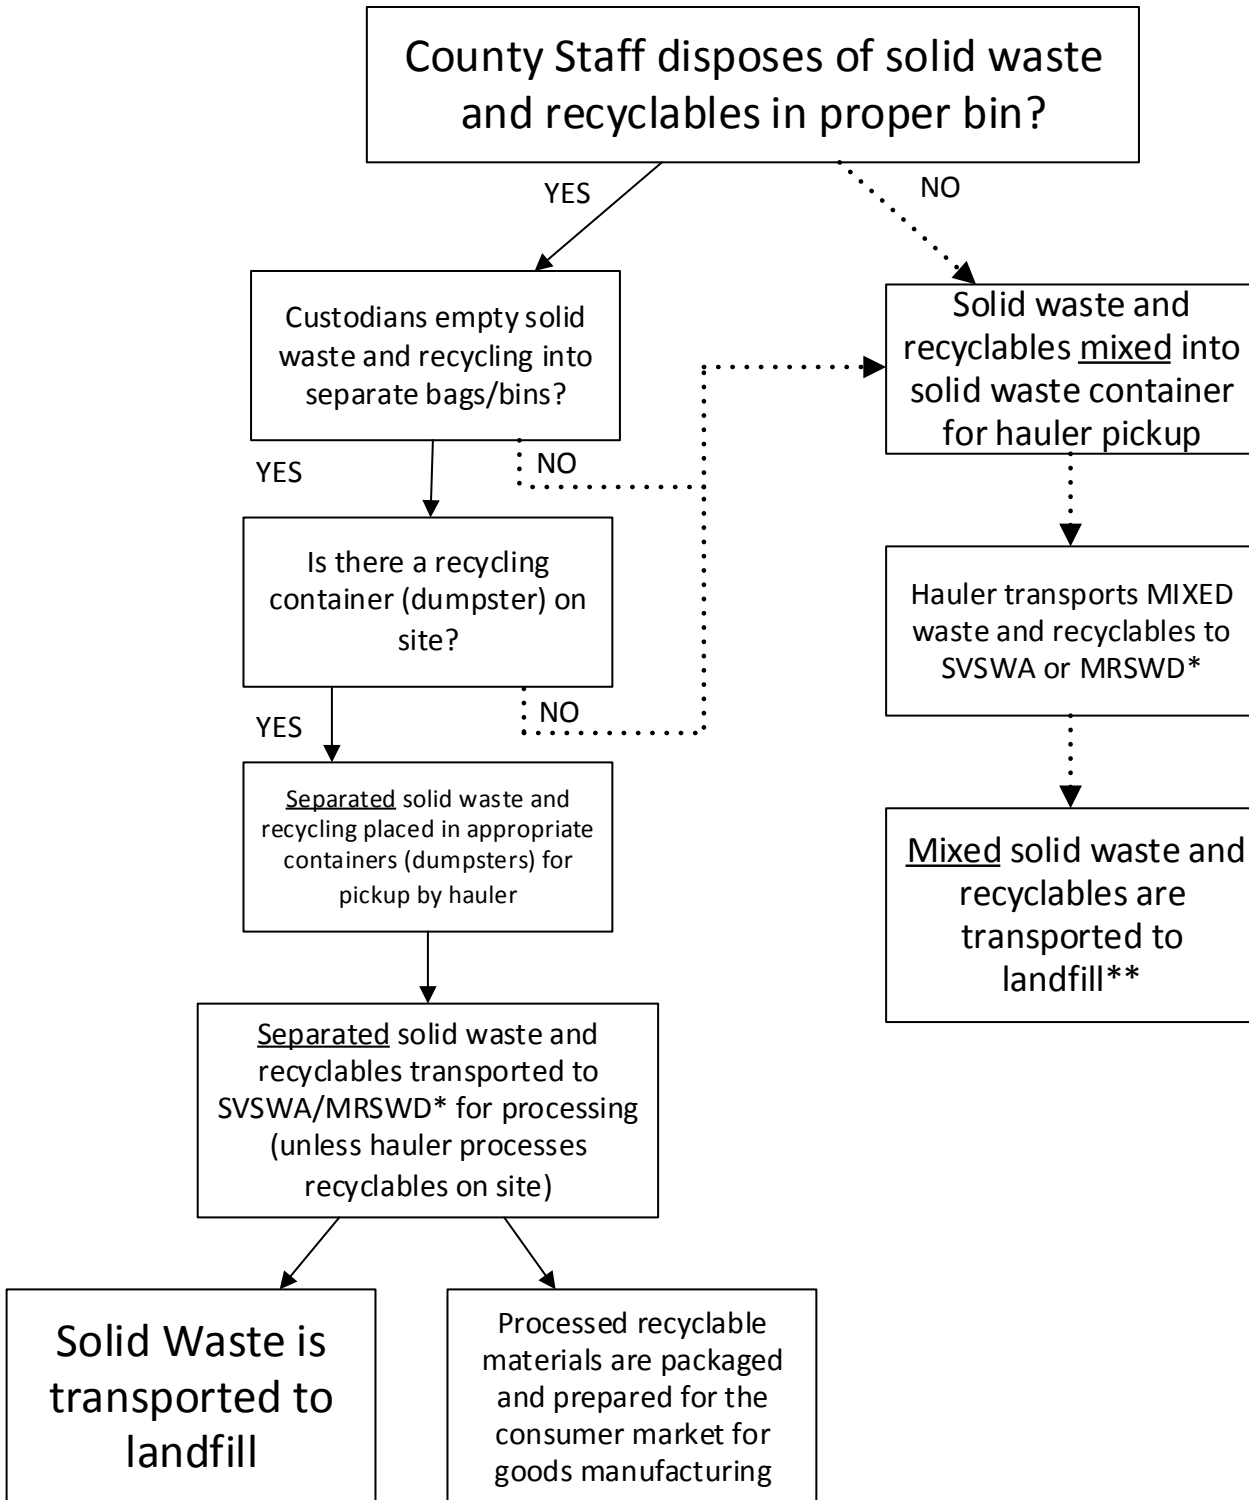 County Staff disposes of solid waste
and recyclables in proper bin?
YES
NO
Custodians empty solid
waste and recycling into
separate bags/bins?
Solid waste and
recyclables mixed into
solid waste container
for hauler pickup
YES
NO
Is there a recycling
container (dumpster) on
site?
Hauler transports MIXED
waste and recyclables to
SVSWA or MRSWD*
YES
NO
Separated solid waste and
recycling placed in appropriate
containers (dumpsters) for
pickup by hauler
Mixed solid waste and
recyclables are
transported to
landfill**
Separated solid waste and
recyclables transported to
SVSWA/MRSWD* for processing
(unless hauler processes
recyclables on site)
Solid Waste is
transported to
landfill
Processed recyclable
materials are packaged
and prepared for the
consumer market for
goods manufacturing